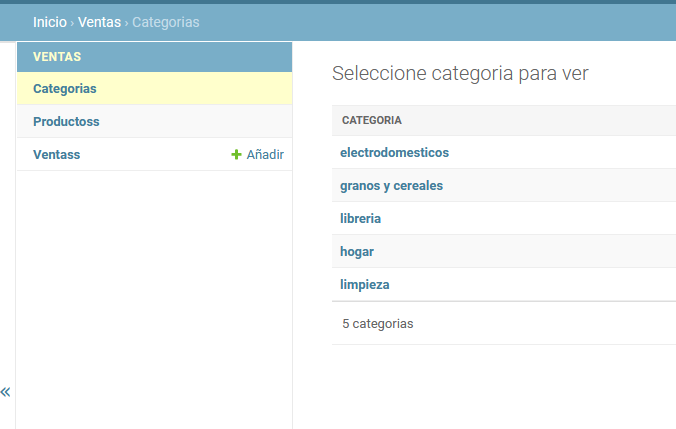 Inicio › Ventas › Categorias
VENTAS
Categorias
Productoss
Ventass + Añadir
«
Seleccione categoria para ver
CATEGORIA
electrodomesticos
granos y cereales
libreria
hogar
limpieza
5 categorias